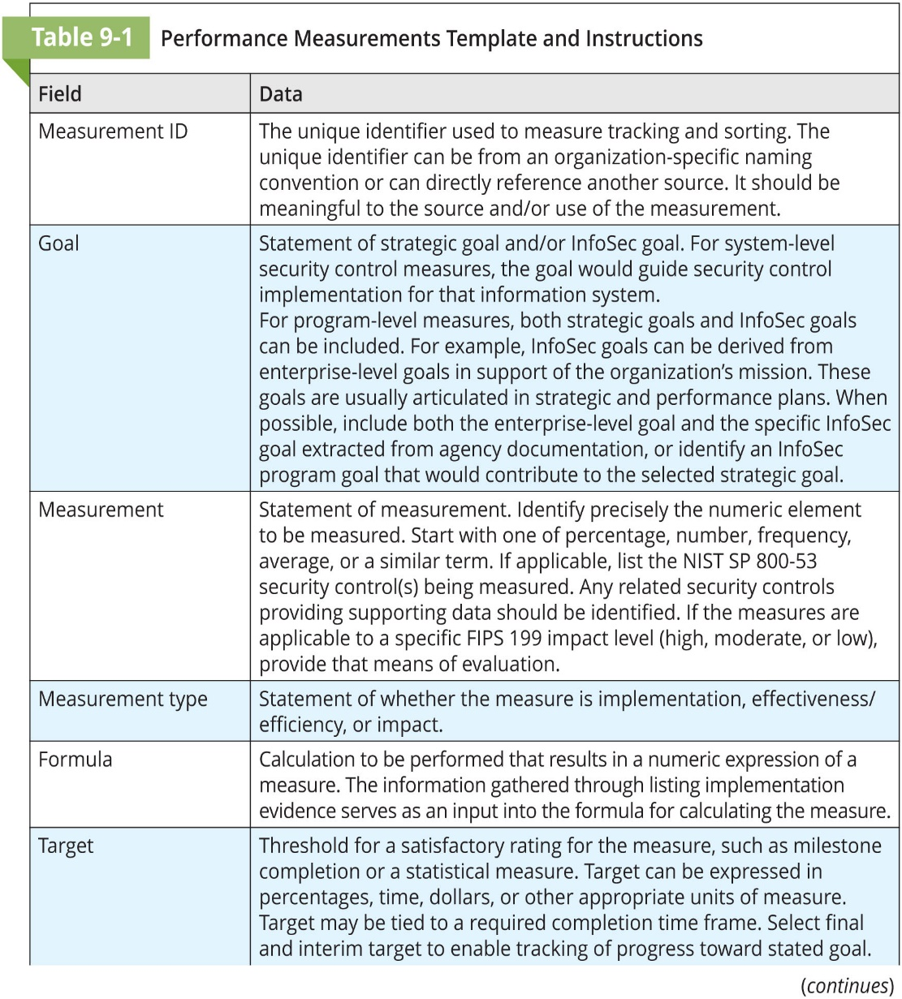 Table 9-1 Performance Measurements Template and Instructions
Field Data
Measurement ID The unique identifier used to measure tracking and sorting. The
unique identifier can be from an organization-specific naming
convention or can directly reference another source. It should be
meaningful to the source and/or use of the measurement.
Goal Statement of strategic goal and/or InfoSec goal. For system-level
security control measures, the goal would guide security control
implementation for that information system.
For program-level measures, both strategic goals and InfoSec goals
can be included. For example, InfoSec goals can be derived from
enterprise-level goals in support of the organization’s mission. These
goals are usually articulated in strategic and performance plans. When
possible, include both the enterprise-level goal and the specific InfoSec
goal extracted from agency documentation, or identify an InfoSec
program goal that would contribute to the selected strategic goal.
Measurement Statement of measurement. Identify precisely the numeric element
to be measured. Start with one of percentage, number, frequency,
average, or a similar term. If applicable, list the NIST SP 800-53
security control(s) being measured. Any related security controls
providing supporting data should be identified. If the measures are
applicable to a specific FIPS 199 impact level (high, moderate, or low),
provide that means of evaluation.
Measurement type Statement of whether the measure is implementation, effectiveness/
efficiency, or impact.
Formula Calculation to be performed that results in a numeric expression of a
measure. The information gathered through listing implementation
evidence serves as an input into the formula for calculating the measure.
Target Threshold for a satisfactory rating for the measure, such as milestone
completion or a statistical measure. Target can be expressed in
percentages, time, dollars, or other appropriate units of measure.
Target may be tied to a required completion time frame. Select final
and interim target to enable tracking of progress toward stated goal.
(continues)